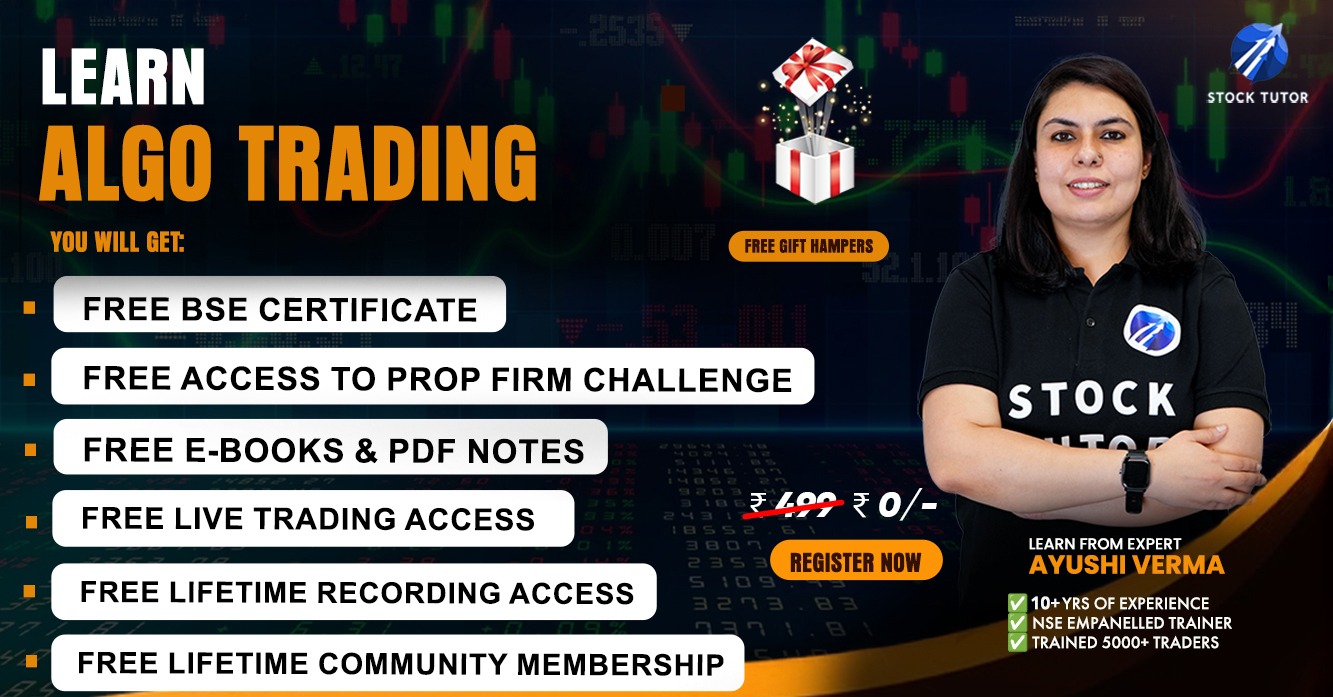 LEARN
ALGO TRADING
YOU WILL GET:
FREE BSE CERTIFICATE
FREE ACCESS TO PROP FIRM CHALLENGE
FREE E-BOOKS & PDF NOTES
FREE LIVE TRADING ACCESS
FREE LIFETIME RECORDING ACCESS
FREE LIFETIME COMMUNITY MEMBERSHIP
FREE GIFT HAMPERS
₹ 499 ₹ 0/-
REGISTER NOW
STOCK TUTOR
STOCK
LEARN FROM EXPERT
AYUSHI VERMA
✅ 10+YRS OF EXPERIENCE
✅ NSE EMPANELLED TRAINER
✅ TRAINED 5000+ TRADERS